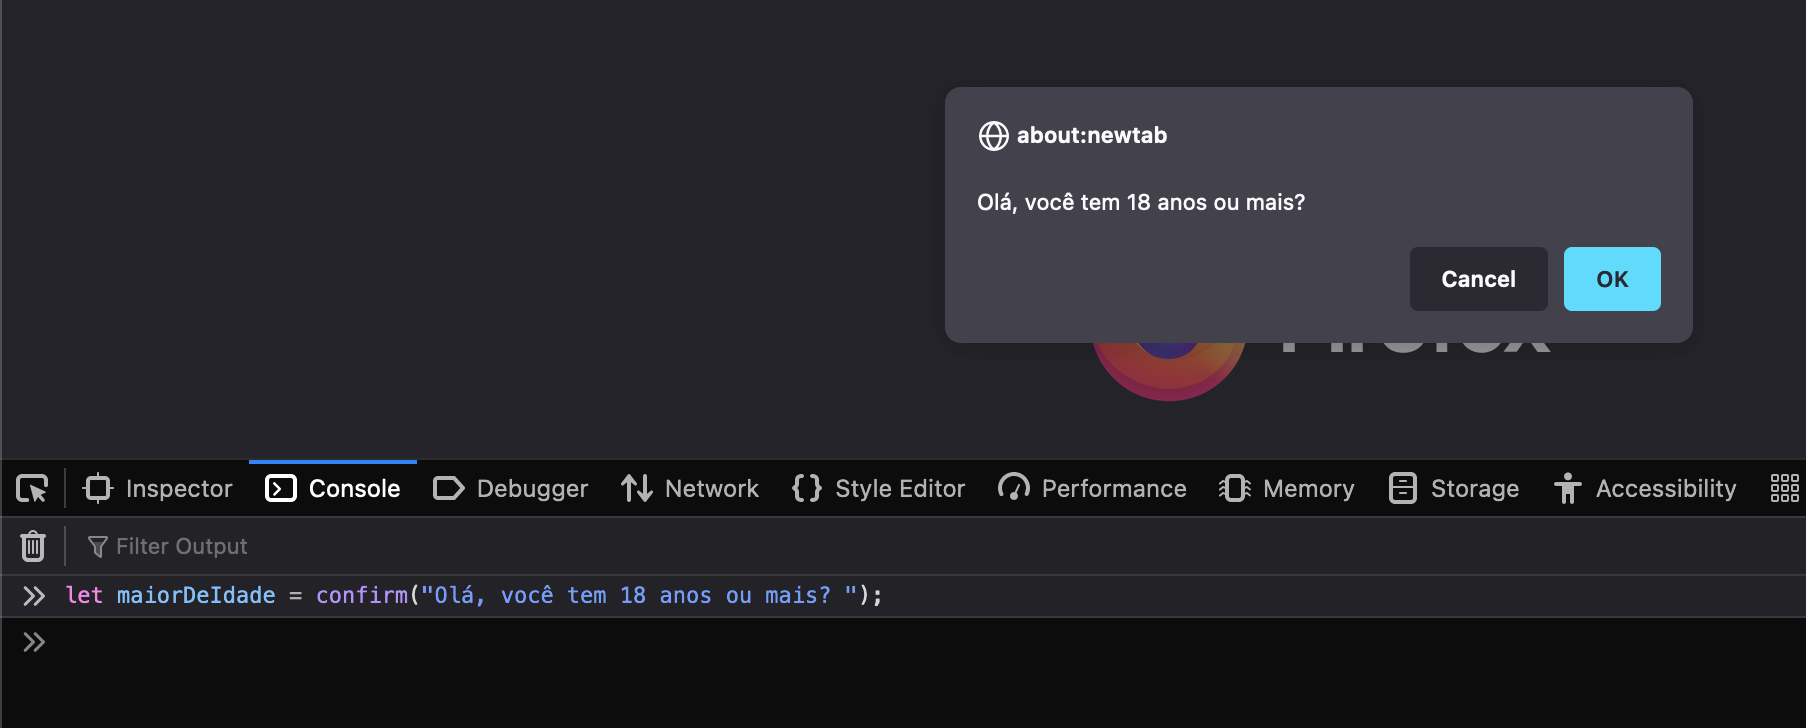 about:newtab
Olá, você tem 18 anos ou mais?
Cancel OK
Inspector Console Debugger Network Style Editor Performance Memory Storage Accessibility
Filter Output
let maiorDeIdade = confirm("Olá, você tem 18 anos ou mais? ");